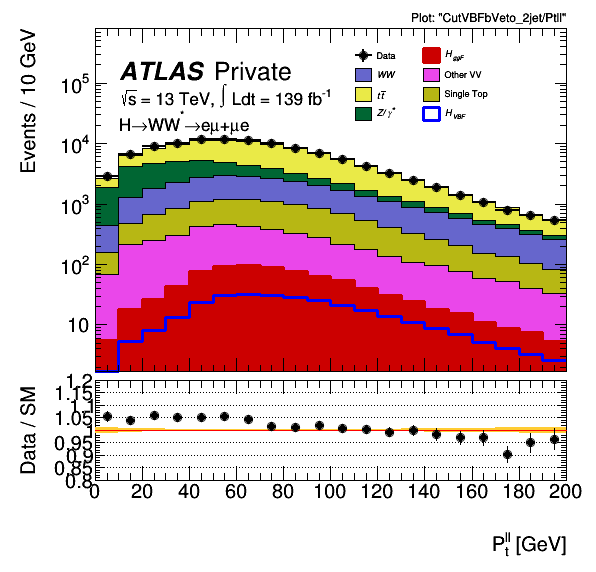 Plot: "CutVBFbVeto_2jet/Ptll"
Events / 10 GeV
10⁵
10⁴
10³
10²
10
ATLAS Private
√s = 13 TeV, ∫ Ldt = 139 fb⁻¹
H→WW*→eμ+μe
Data
WW
tt̅
Z/γ*
H ggF
Other VV
Single Top
H VBF
Data / SM
1.2
1.15
1.1
1.05
1
0.95
0.9
0.85
0.8
0 20 40 60 80 100 120 140 160 180 200
P_t^ll [GeV]